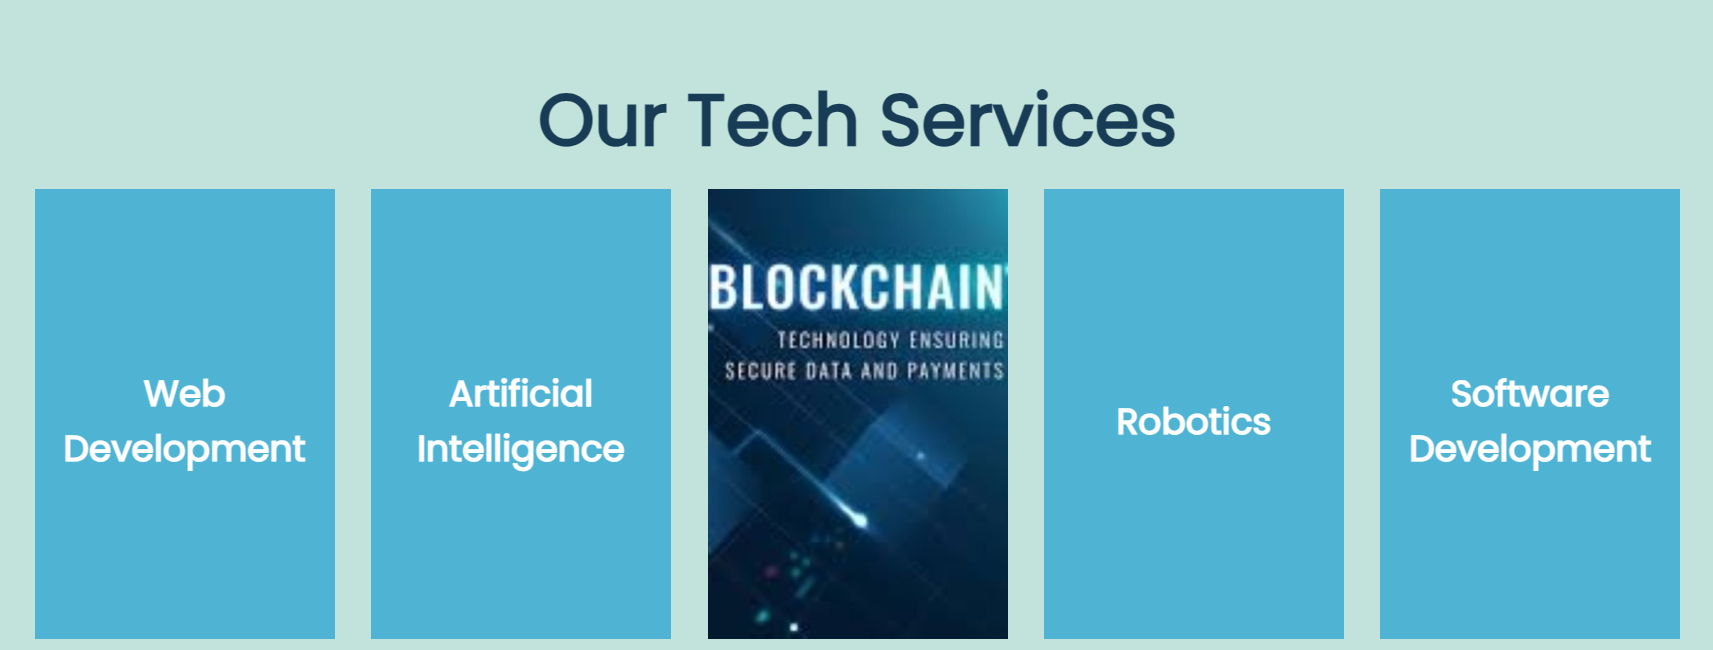 Our Tech Services
Web
Development
Artificial
Intelligence
BLOCKCHAIN
TECHNOLOGY ENSURING
SECURE DATA AND PAYMENTS
Robotics
Software
Development